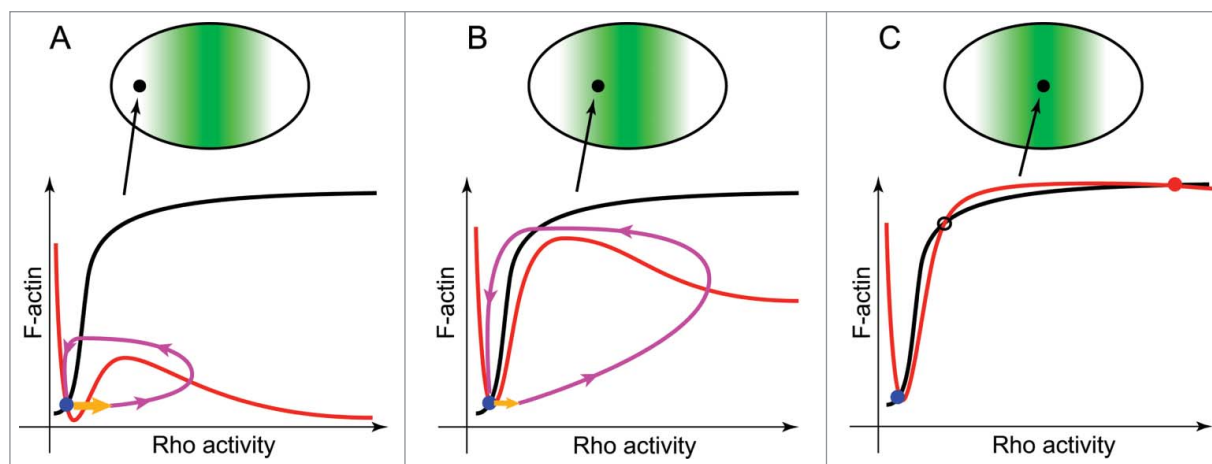 A
B
C
F-actin
Rho activity
F-actin
Rho activity
F-actin
Rho activity